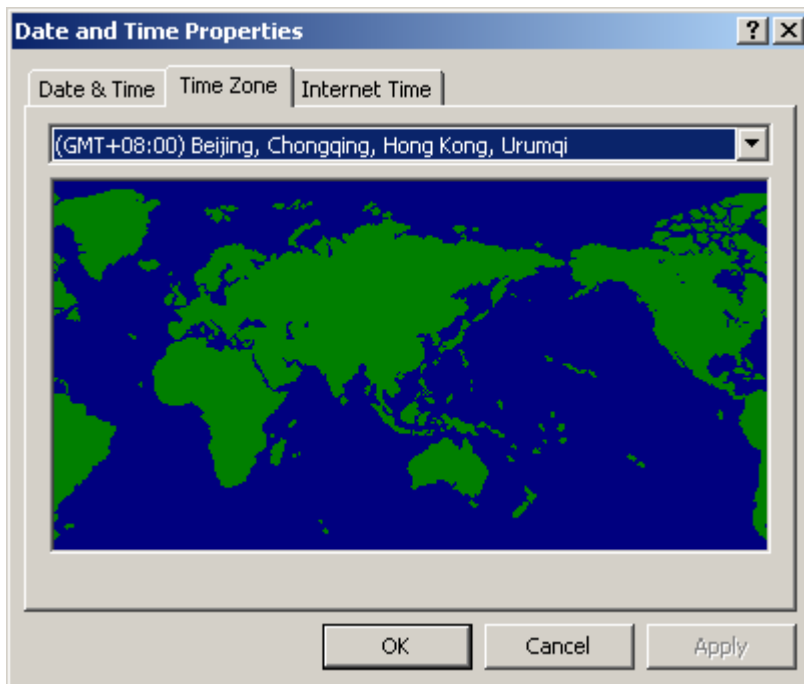 Date and Time Properties
Date & Time Time Zone Internet Time
(GMT+08:00) Beijing, Chongqing, Hong Kong, Urumqi
OK Cancel Apply